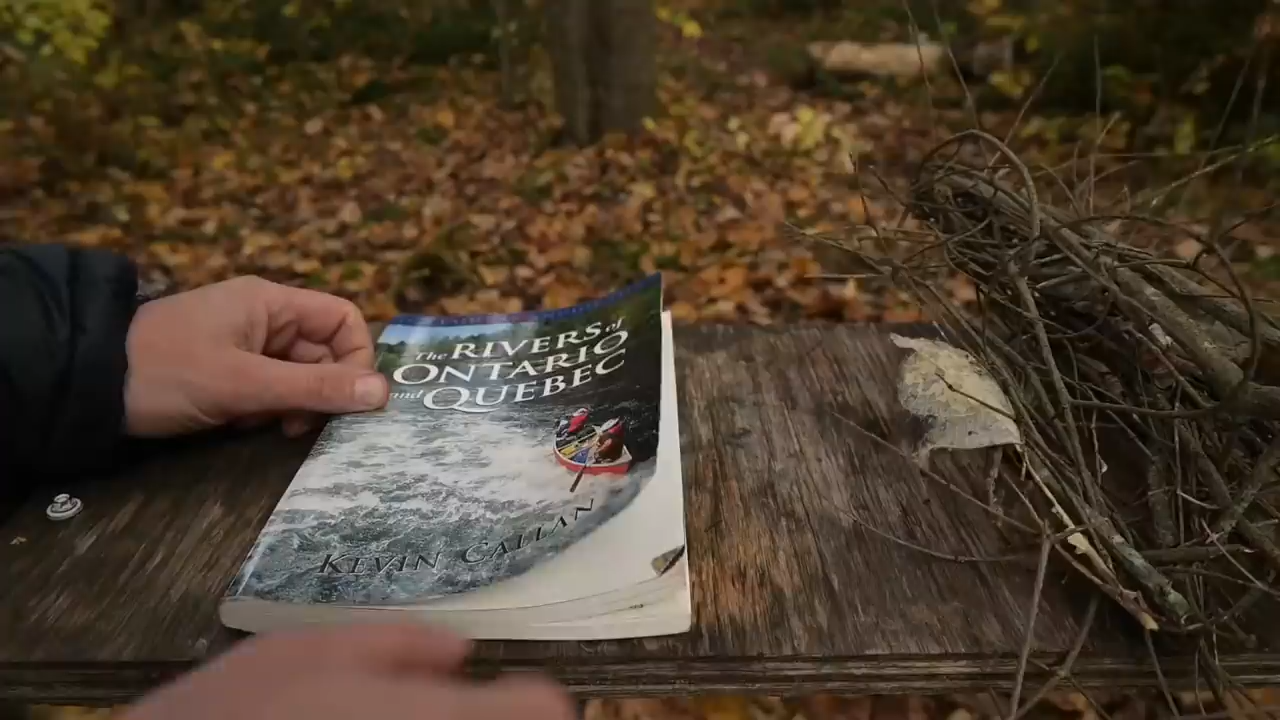 The RIVERS of
ONTARIO
and QUEBEC
KEVIN CALLAN